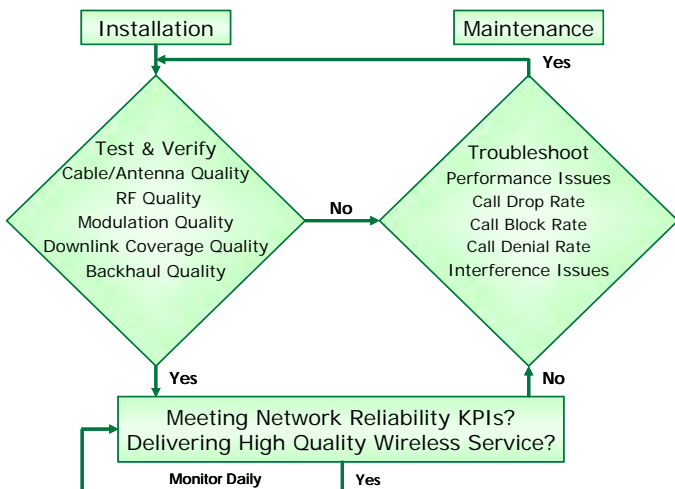 Installation
Maintenance
Yes
Test & Verify
Cable/Antenna Quality
RF Quality
Modulation Quality
Downlink Coverage Quality
Backhaul Quality
No
Troubleshoot
Performance Issues
Call Drop Rate
Call Block Rate
Call Denial Rate
Interference Issues
Yes
No
Meeting Network Reliability KPIs?
Delivering High Quality Wireless Service?
Monitor Daily
Yes